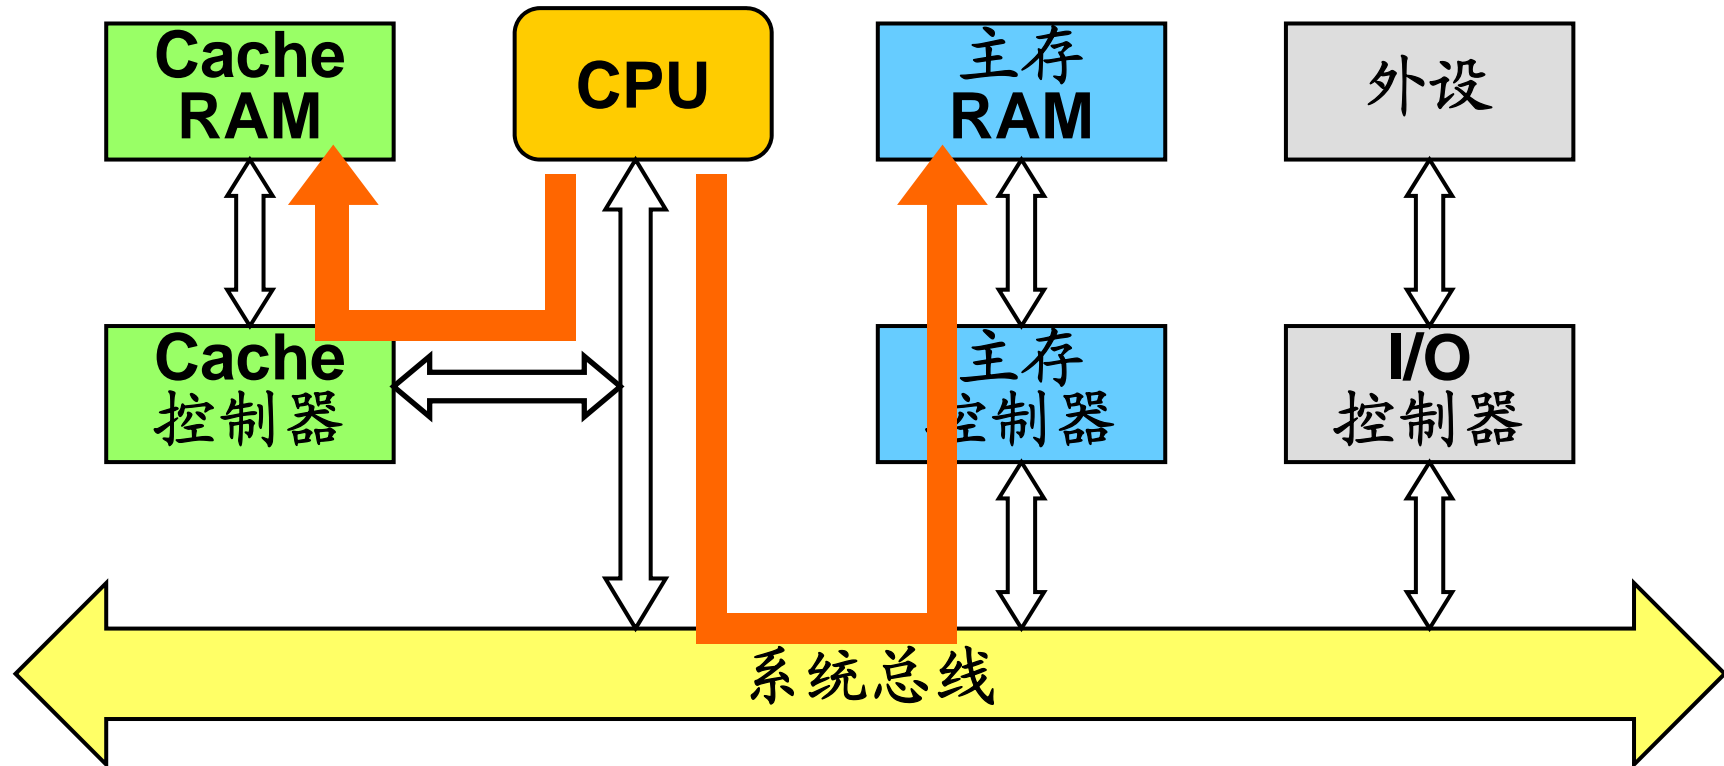 Cache
RAM
CPU
主存
RAM
外设
Cache
控制器
主存
控制器
I/O
控制器
系统总线